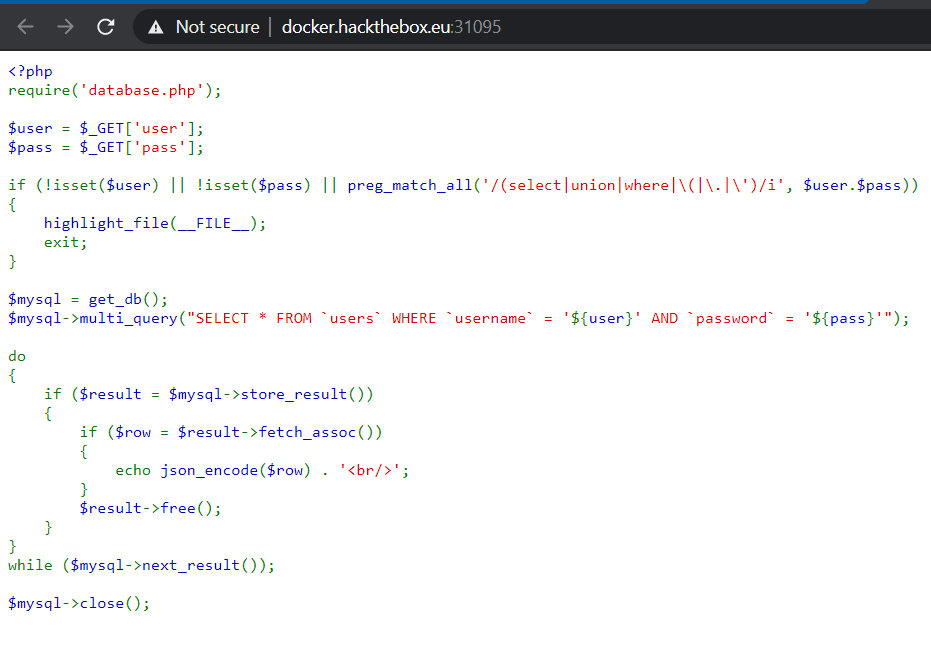 Not secure | docker.hackthebox.eu:31095
<?php
require('database.php');
$user = $_GET['user'];
$pass = $_GET['pass'];
if (!isset($user) || !isset($pass) || preg_match_all('/(select|union|where|\(|\.|\')/i', $user.$pass))
{
    highlight_file(__FILE__);
    exit;
}
$mysql = get_db();
$mysql->multi_query("SELECT * FROM `users` WHERE `username` = '${user}' AND `password` = '${pass}'");
do
{
    if ($result = $mysql->store_result())
    {
        if ($row = $result->fetch_assoc())
        {
            echo json_encode($row) . '<br/>';
        }
        $result->free();
    }
}
while ($mysql->next_result());
$mysql->close();